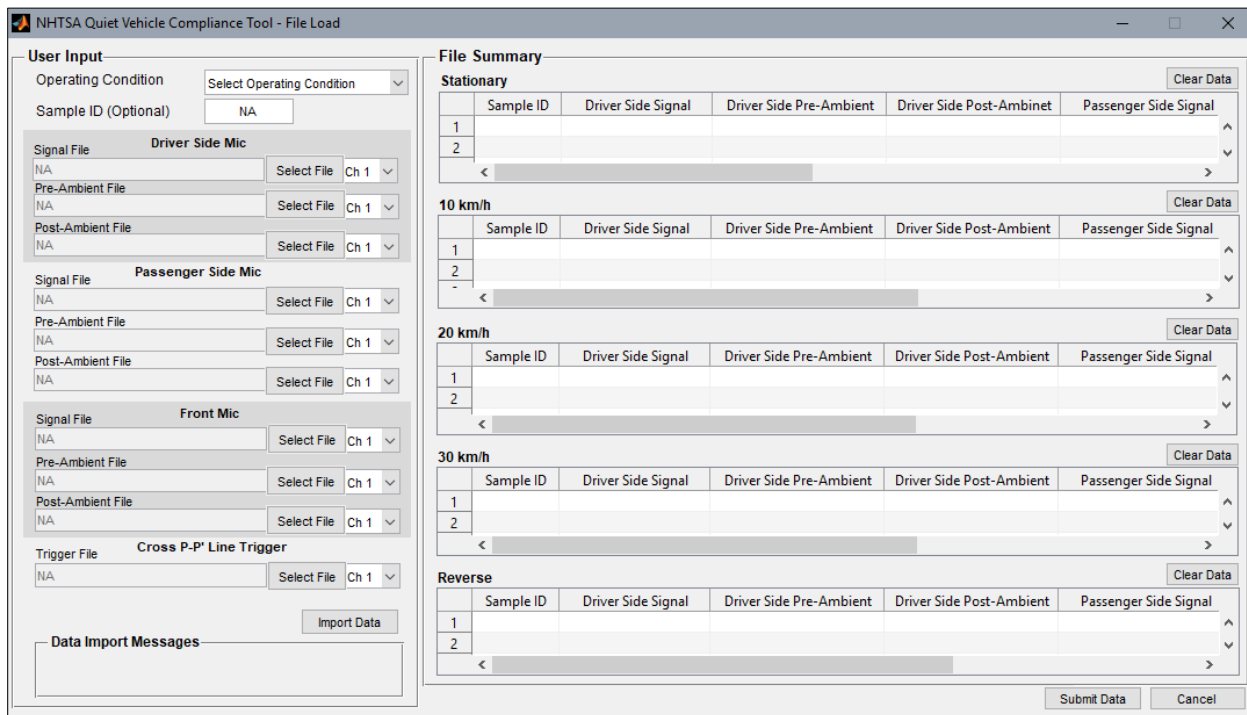 NHTSA Quiet Vehicle Compliance Tool - File Load
User Input
Operating Condition Select Operating Condition
Sample ID (Optional) NA
Driver Side Mic
Signal File
NA Select File Ch 1
Pre-Ambient File
NA Select File Ch 1
Post-Ambient File
NA Select File Ch 1
Passenger Side Mic
Signal File
NA Select File Ch 1
Pre-Ambient File
NA Select File Ch 1
Post-Ambient File
NA Select File Ch 1
Front Mic
Signal File
NA Select File Ch 1
Pre-Ambient File
NA Select File Ch 1
Post-Ambient File
NA Select File Ch 1
Cross P-P' Line Trigger
Trigger File
NA Select File Ch 1
Import Data
Data Import Messages
File Summary
Stationary Clear Data
Sample ID Driver Side Signal Driver Side Pre-Ambient Driver Side Post-Ambinet Passenger Side Signal
1
2
10 km/h Clear Data
Sample ID Driver Side Signal Driver Side Pre-Ambient Driver Side Post-Ambient Passenger Side Signal
1
2
20 km/h Clear Data
Sample ID Driver Side Signal Driver Side Pre-Ambient Driver Side Post-Ambient Passenger Side Signal
1
2
30 km/h Clear Data
Sample ID Driver Side Signal Driver Side Pre-Ambient Driver Side Post-Ambient Passenger Side Signal
1
2
Reverse Clear Data
Sample ID Driver Side Signal Driver Side Pre-Ambient Driver Side Post-Ambient Passenger Side Signal
1
2
Submit Data Cancel